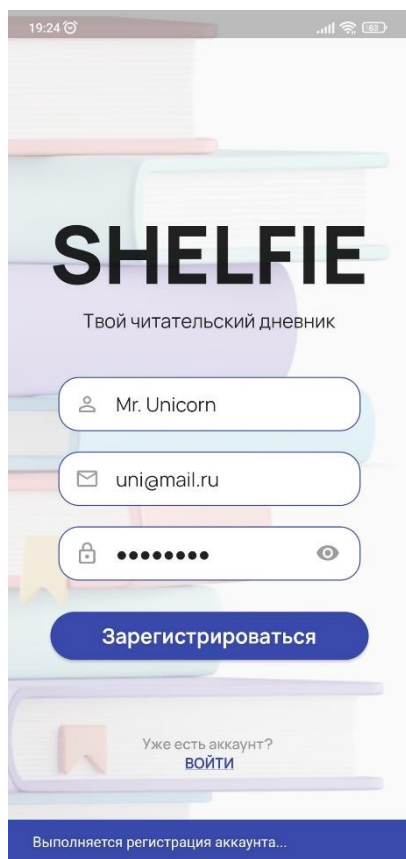 19:24
63
SHELFIE
Твой читательский дневник
Mr. Unicorn
uni@mail.ru
••••••••
Зарегистрироваться
Уже есть аккаунт?
ВОЙТИ
Выполняется регистрация аккаунта...